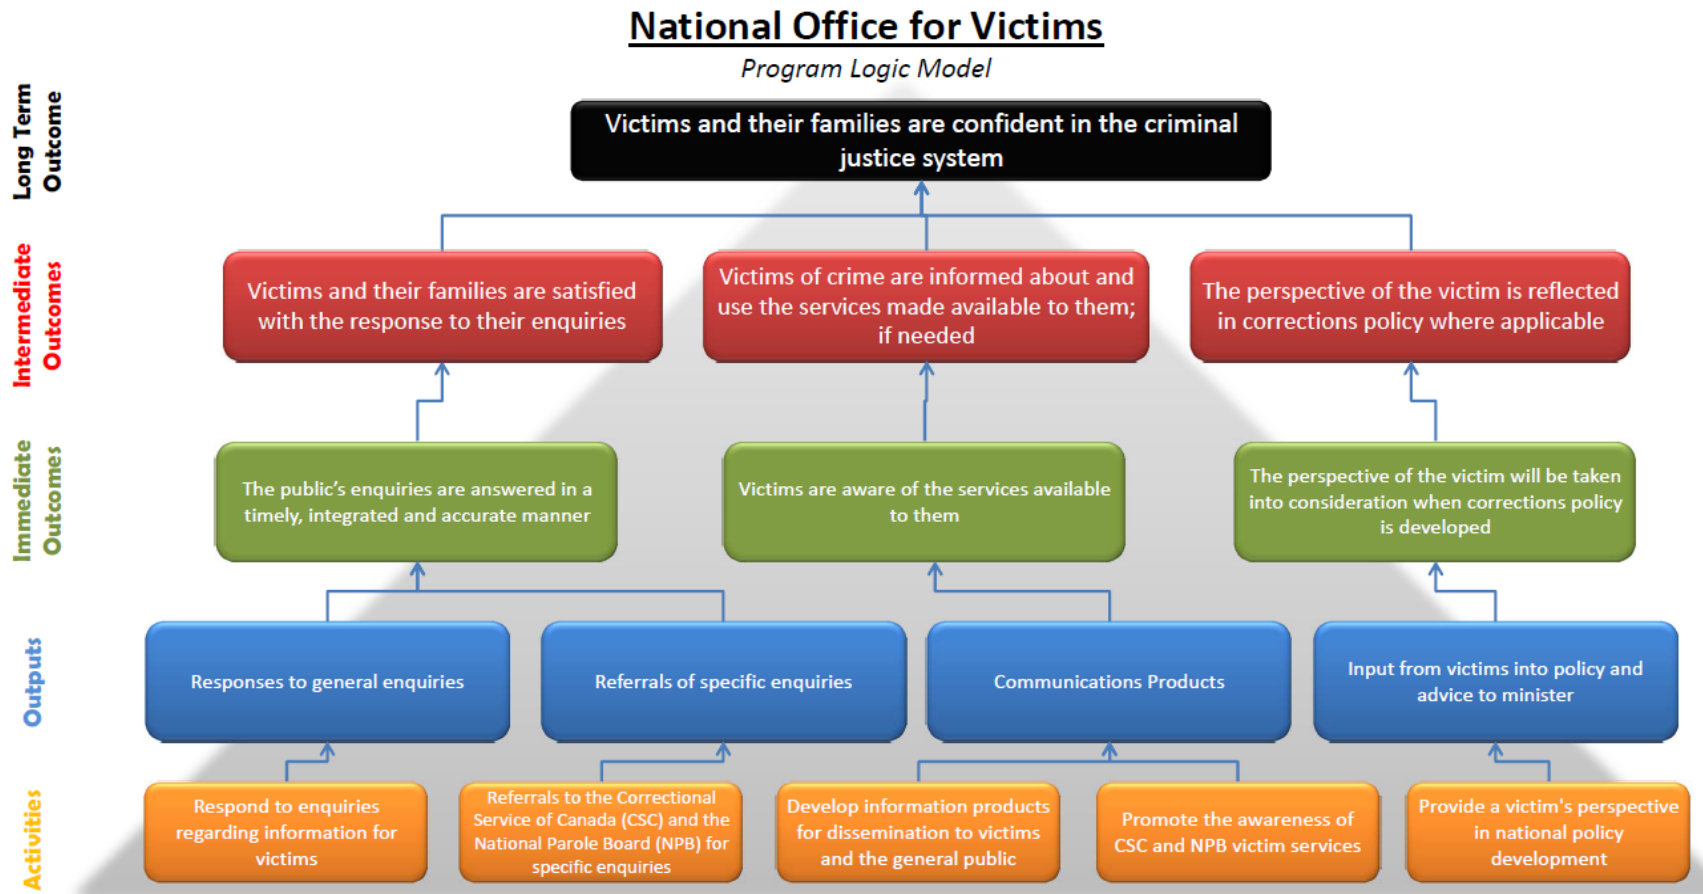 National Office for Victims
Program Logic Model
Long Term
Outcome
Victims and their families are confident in the criminal
justice system
Intermediate
Outcomes
Victims and their families are satisfied
with the response to their enquiries
Victims of crime are informed about and
use the services made available to them;
if needed
The perspective of the victim is reflected
in corrections policy where applicable
Immediate
Outcomes
The public's enquiries are answered in a
timely, integrated and accurate manner
Victims are aware of the services available
to them
The perspective of the victim will be taken
into consideration when corrections policy
is developed
Outputs
Responses to general enquiries
Referrals of specific enquiries
Communications Products
Input from victims into policy and
advice to minister
Activities
Respond to enquiries
regarding information for
victims
Referrals to the Correctional
Service of Canada (CSC) and the
National Parole Board (NPB) for
specific enquiries
Develop information products
for dissemination to victims
and the general public
Promote the awareness of
CSC and NPB victim services
Provide a victim's perspective
in national policy
development